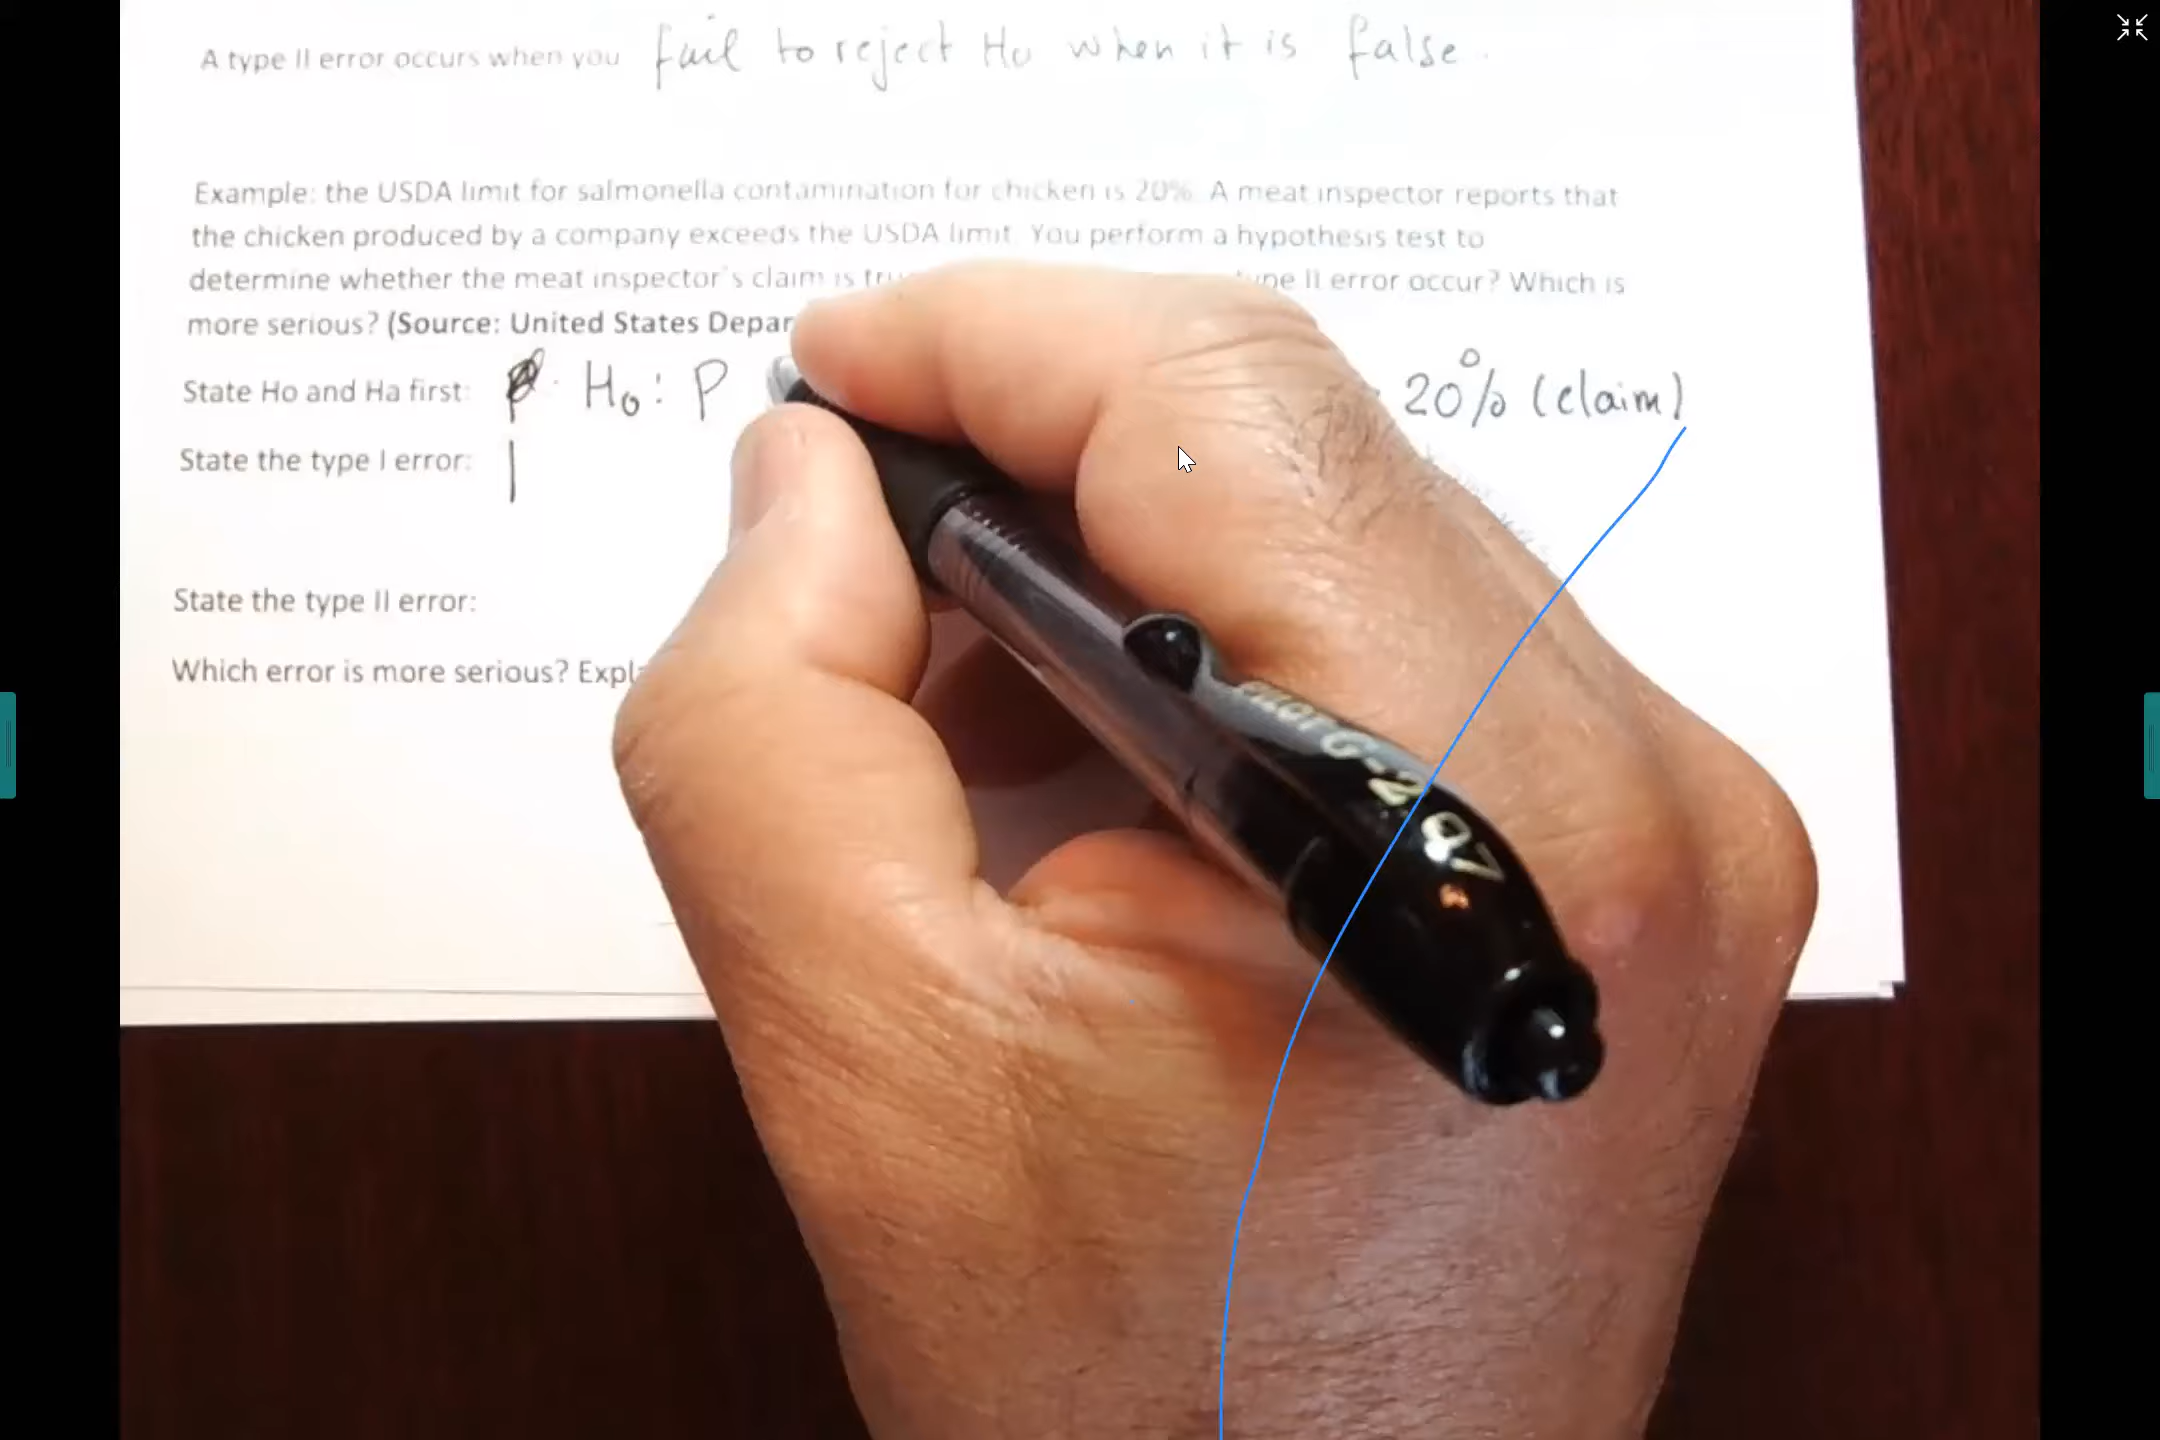 A type II error occurs when you fail to reject Ho when it is false.
Example: the USDA limit for salmonella contamination for chicken is 20%. A meat inspector reports that
the chicken produced by a company exceeds the USDA limit. You perform a hypothesis test to
determine whether the meat inspector's claim is II error occur? Which is
more serious? (Source: United States
State Ho and Ha first: Ho: P 20% (claim)
State the type I error:
State the type II error:
Which error is more serious?
G-2 07